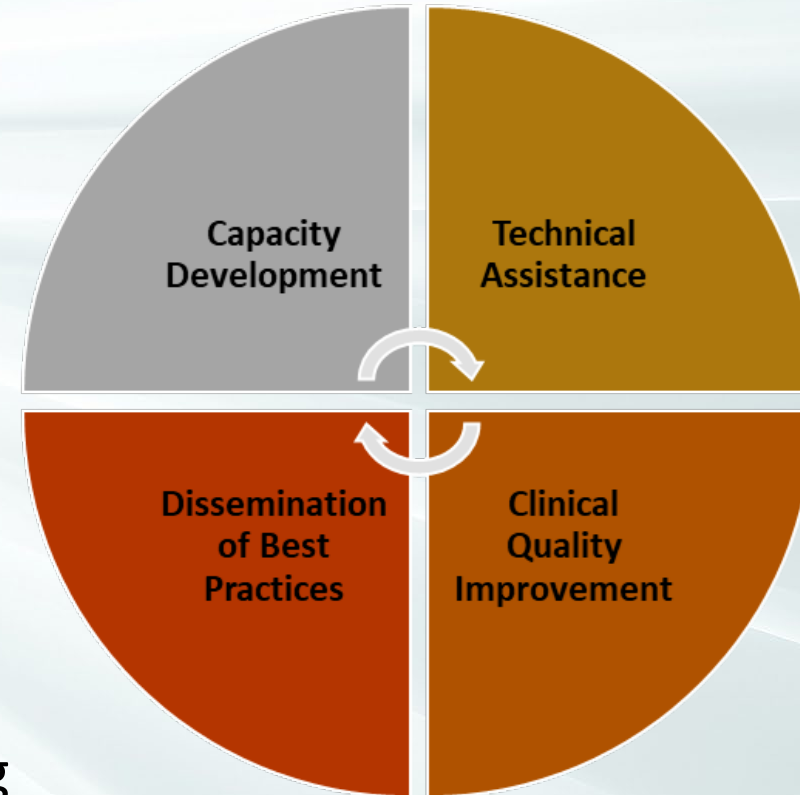 Capacity
Development
Technical
Assistance
Dissemination
of Best
Practices
Clinical
Quality
Improvement
g